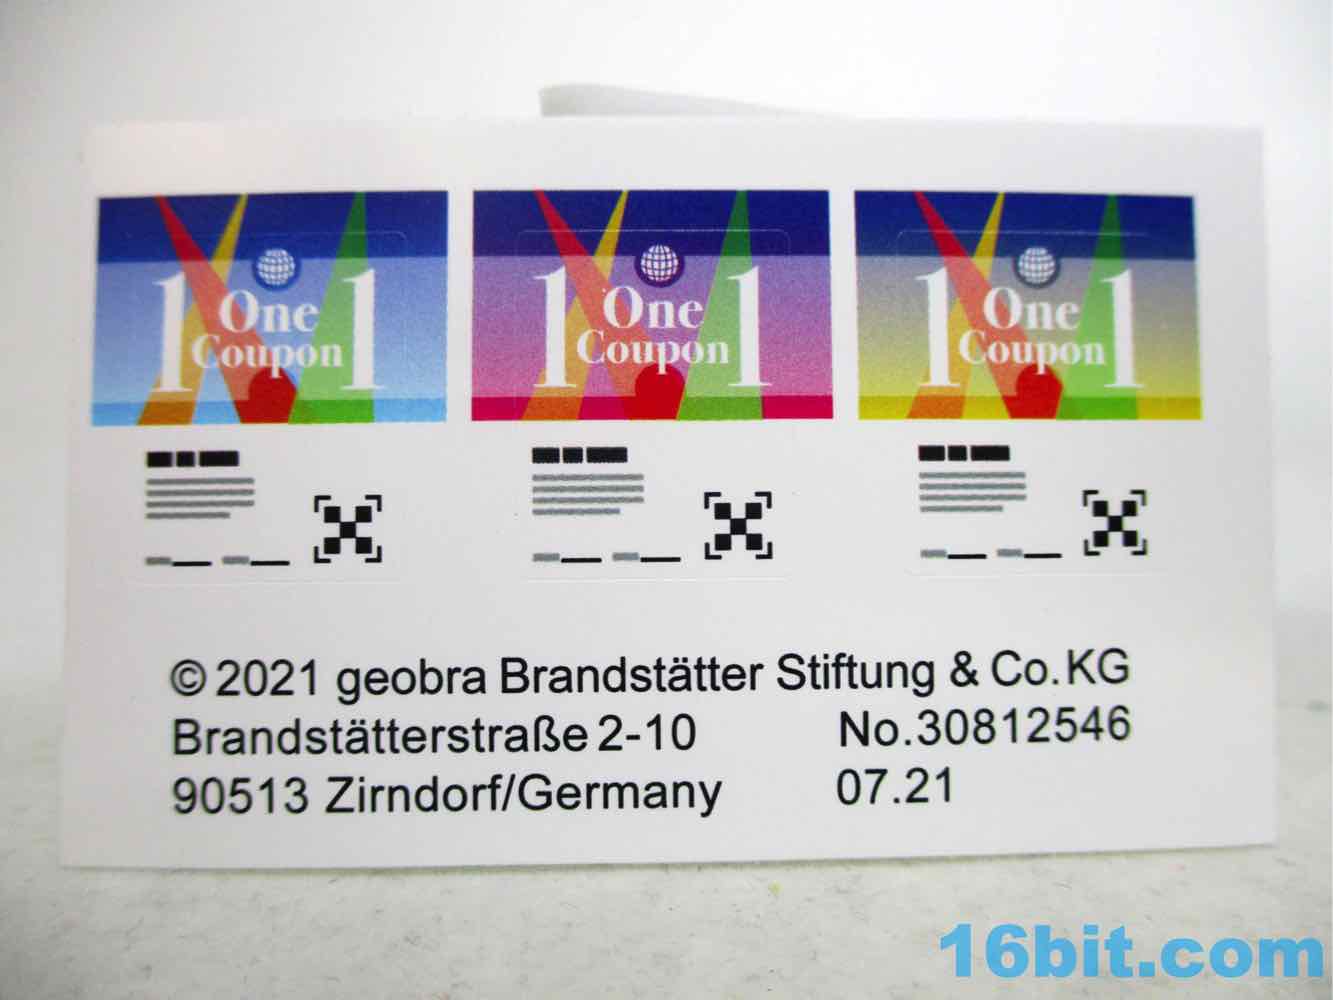 1 One Coupon 1
1 One Coupon 1
1 One Coupon 1
© 2021 geobra Brandstätter Stiftung & Co. KG
Brandstätterstraße 2-10 No. 30812546
90513 Zirndorf/Germany 07.21
16bit.com